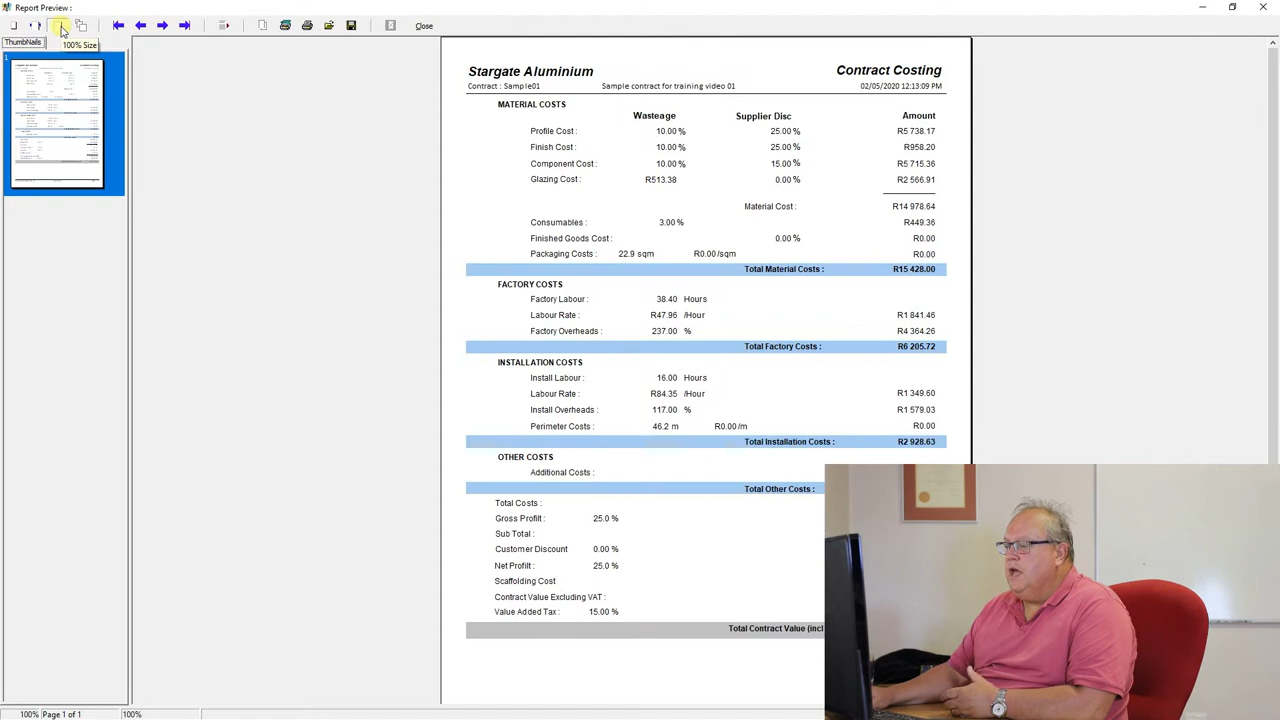 Report Preview :
Close
ThumbNails
100% Size
1
Stargate Aluminium Contract Costing
Contract : Sample01 Sample contract for training video 01 02/05/2020 12:13:09 PM
MATERIAL COSTS
Wasteage Supplier Disc Amount
Profile Cost : 10.00 % 25.00 % R5 738.17
Finish Cost : 10.00 % 25.00 % R958.20
Component Cost : 10.00 % 15.00 % R5 715.36
Glazing Cost : R513.38 0.00 % R2 566.91
Material Cost : R14 978.64
Consumables : 3.00 % R449.36
Finished Goods Cost : 0.00 % R0.00
Packaging Costs : 22.9 sqm R0.00 /sqm R0.00
Total Material Costs : R15 428.00
FACTORY COSTS
Factory Labour : 38.40 Hours
Labour Rate : R47.96 /Hour R1 841.46
Factory Overheads : 237.00 % R4 364.26
Total Factory Costs : R6 205.72
INSTALLATION COSTS
Install Labour : 16.00 Hours
Labour Rate : R84.35 /Hour R1 349.60
Install Overheads : 117.00 % R1 579.03
Perimeter Costs : 46.2 m R0.00 /m R0.00
Total Installation Costs : R2 928.63
OTHER COSTS
Additional Costs :
Total Other Costs :
Total Costs :
Gross Profilt : 25.0 %
Sub Total :
Customer Discount 0.00 %
Net Profilt : 25.0 %
Scaffolding Cost
Contract Value Excluding VAT :
Value Added Tax : 15.00 %
Total Contract Value (incl
100% Page 1 of 1 100%